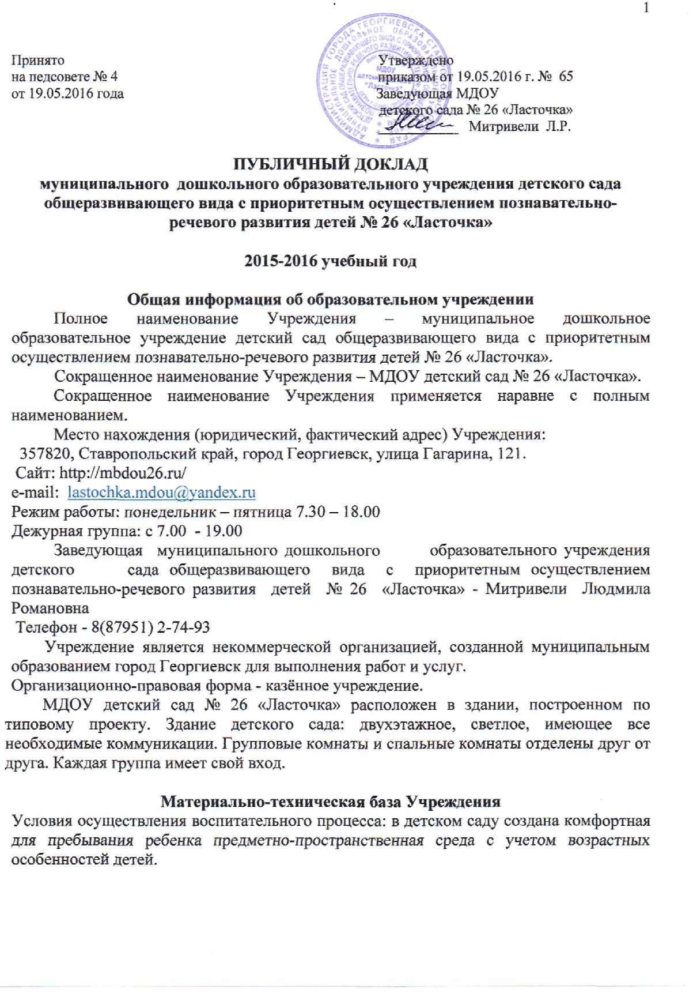 1
Принято
на педсовете № 4
от 19.05.2016 года
Утверждено
приказом от 19.05.2016 г. № 65
Заведующая МДОУ
детского сада № 26 «Ласточка»
Митривели Л.Р.
МДОУ
"Ласточка"
ПУБЛИЧНЫЙ ДОКЛАД
муниципального дошкольного образовательного учреждения детского сада
общеразвивающего вида с приоритетным осуществлением познавательно-
речевого развития детей № 26 «Ласточка»
2015-2016 учебный год
Общая информация об образовательном учреждении
Полное наименование Учреждения – муниципальное дошкольное
образовательное учреждение детский сад общеразвивающего вида с приоритетным
осуществлением познавательно-речевого развития детей № 26 «Ласточка».
Сокращенное наименование Учреждения – МДОУ детский сад № 26 «Ласточка».
Сокращенное наименование Учреждения применяется наравне с полным
наименованием.
Место нахождения (юридический, фактический адрес) Учреждения:
357820, Ставропольский край, город Георгиевск, улица Гагарина, 121.
Сайт: http://mbdou26.ru/
e-mail: lastochka.mdou@yandex.ru
Режим работы: понедельник – пятница 7.30 – 18.00
Дежурная группа: с 7.00 - 19.00
Заведующая муниципального дошкольного образовательного учреждения
детского сада общеразвивающего вида с приоритетным осуществлением
познавательно-речевого развития детей № 26 «Ласточка» - Митривели Людмила
Романовна
Телефон - 8(87951) 2-74-93
Учреждение является некоммерческой организацией, созданной муниципальным
образованием город Георгиевск для выполнения работ и услуг.
Организационно-правовая форма - казённое учреждение.
МДОУ детский сад № 26 «Ласточка» расположен в здании, построенном по
типовому проекту. Здание детского сада: двухэтажное, светлое, имеющее все
необходимые коммуникации. Групповые комнаты и спальные комнаты отделены друг от
друга. Каждая группа имеет свой вход.
Материально-техническая база Учреждения
Условия осуществления воспитательного процесса: в детском саду создана комфортная
для пребывания ребенка предметно-пространственная среда с учетом возрастных
особенностей детей.